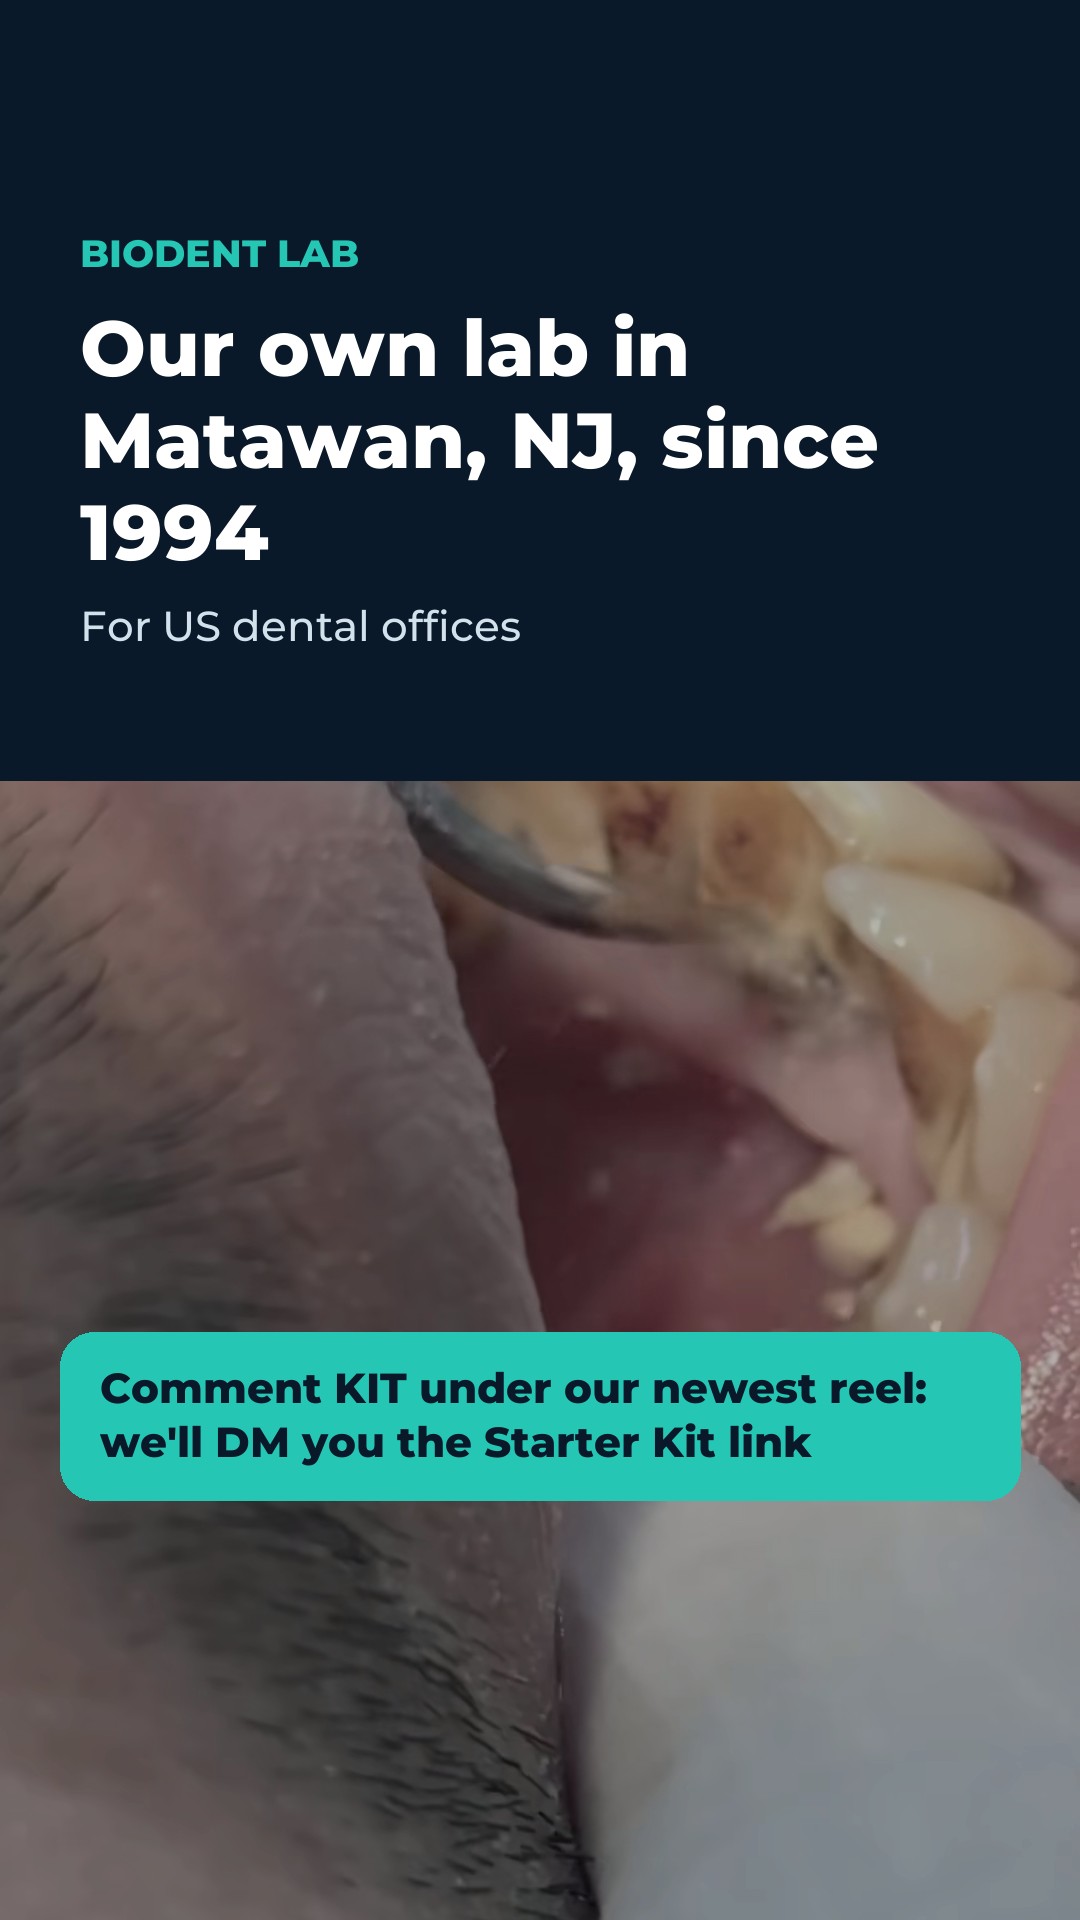 BIODENT LAB
Our own lab in
Matawan, NJ, since
1994
For US dental offices
Comment KIT under our newest reel:
we'll DM you the Starter Kit link